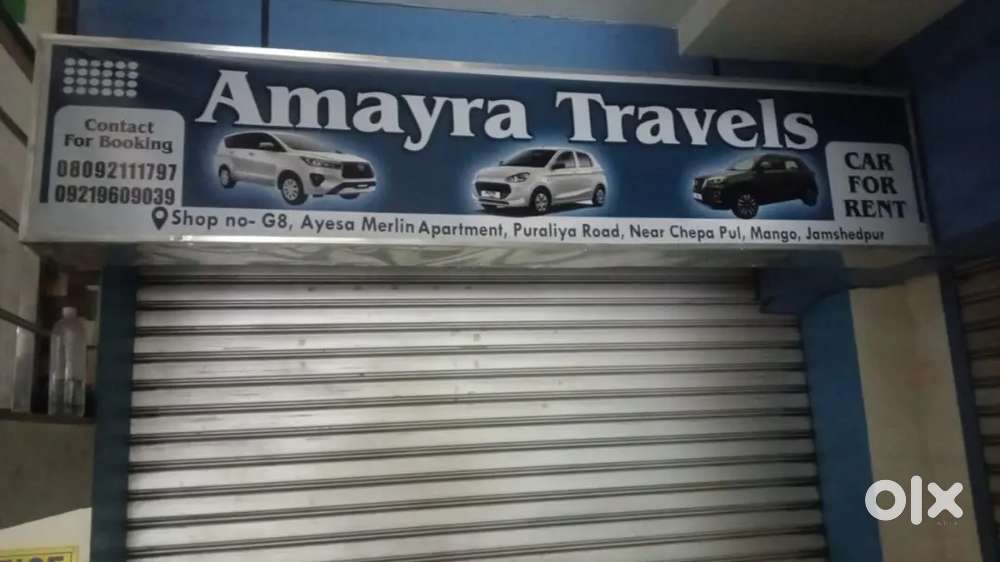 Amayra Travels
Contact
For Booking
08092111797
09219609039
CAR
FOR
RENT
Shop no- G8, Ayesa Merlin Apartment, Puraliya Road, Near Chepa Pul, Mango, Jamshedpur
olx